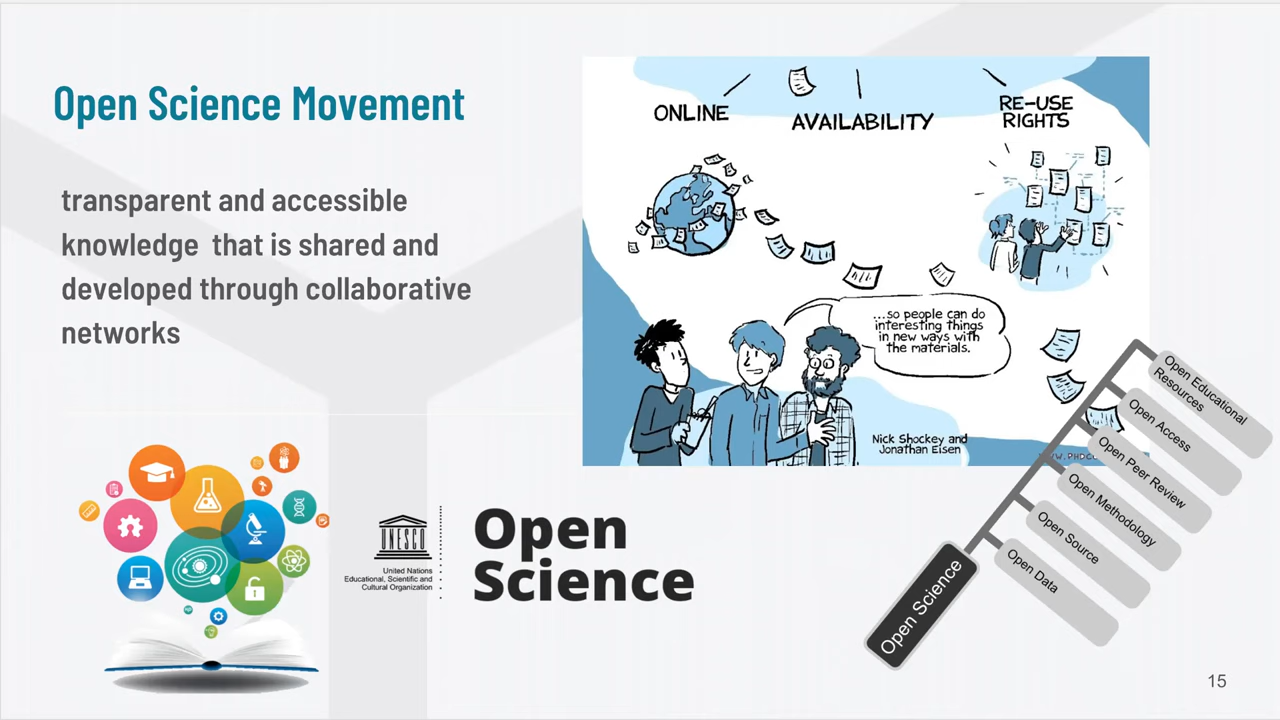 Open Science Movement
transparent and accessible
knowledge that is shared and
developed through collaborative
networks
ONLINE
AVAILABILITY
RE-USE
RIGHTS
...so people can do
interesting things
in new ways with
the materials.
Nick Shockey and
Jonathan Eisen
UNESCO
United Nations
Educational, Scientific and
Cultural Organization
Open
Science
Open Science
Open Educational
Resources
Open Access
Open Peer Review
Open Methodology
Open Source
Open Data
15